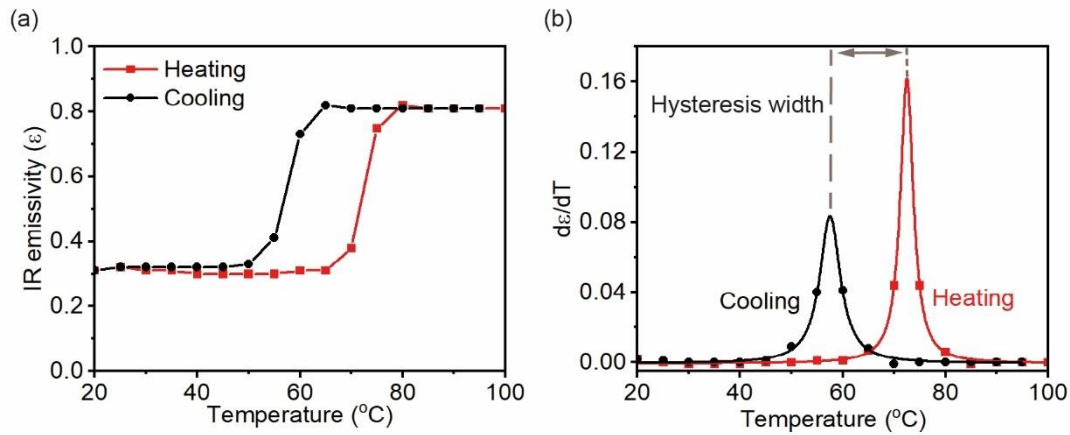 (a)
1.0
0.8
0.6
0.4
0.2
0.0
IR emissivity (ε)
Heating
Cooling
20 40 60 80 100
Temperature (°C)
(b)
0.16
0.12
0.08
0.04
0.00
dε/dT
Hysteresis width
Cooling
Heating
20 40 60 80 100
Temperature (°C)